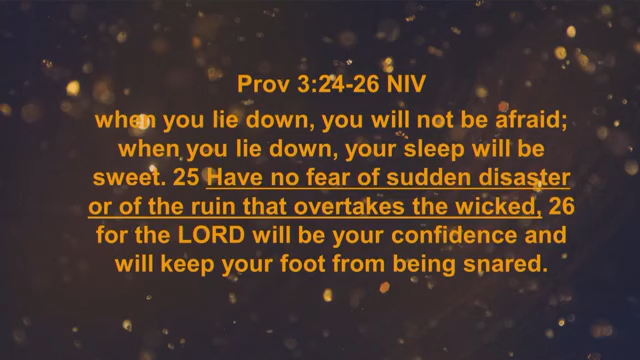 Prov 3:24-26 NIV
when you lie down, you will not be afraid;
when you lie down, your sleep will be
sweet. 25 Have no fear of sudden disaster
or of the ruin that overtakes the wicked, 26
for the LORD will be your confidence and
will keep your foot from being snared.